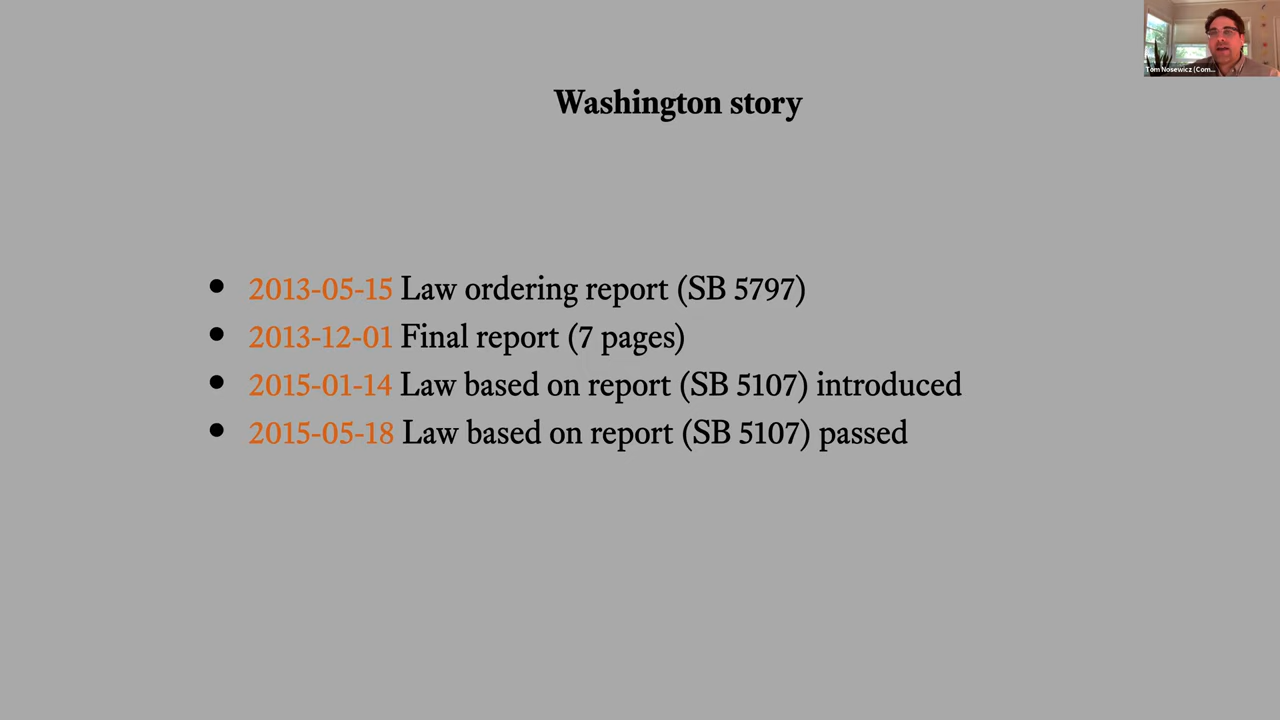 Tom Nosewicz (Com...
Washington story
• 2013-05-15 Law ordering report (SB 5797)
• 2013-12-01 Final report (7 pages)
• 2015-01-14 Law based on report (SB 5107) introduced
• 2015-05-18 Law based on report (SB 5107) passed